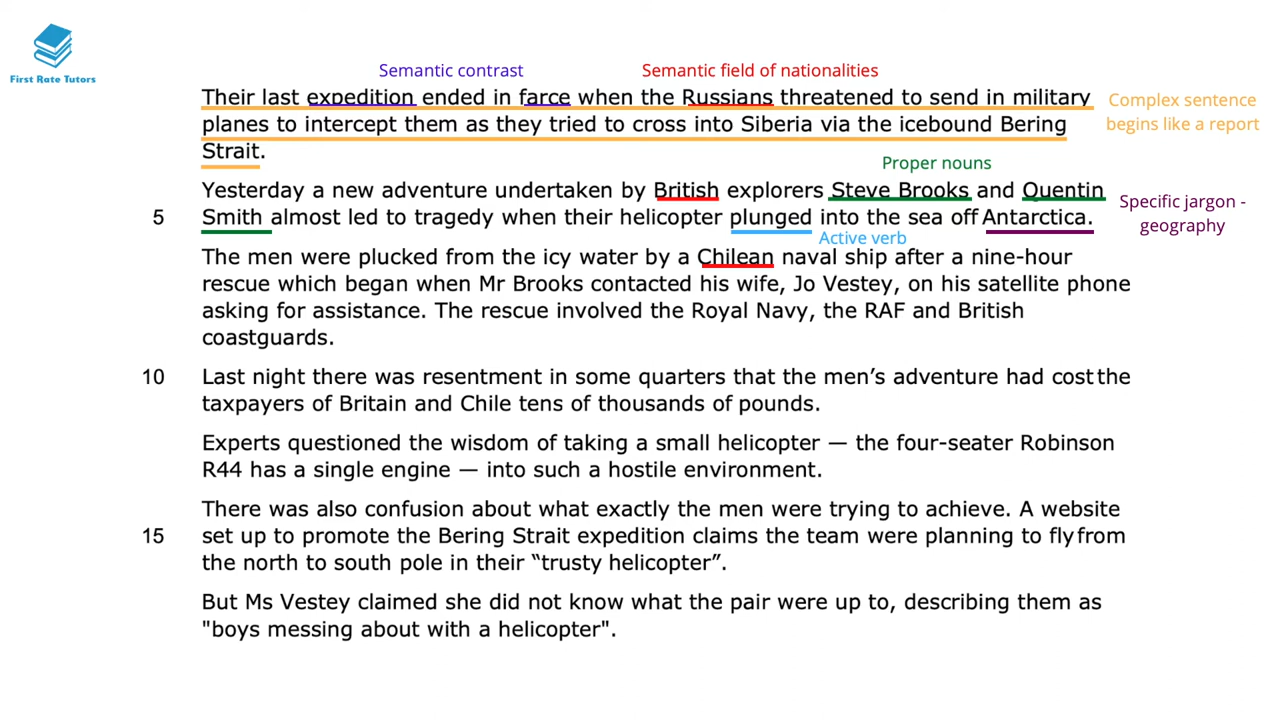 First Rate Tutors
Semantic contrast
Semantic field of nationalities
Their last expedition ended in farce when the Russians threatened to send in military
planes to intercept them as they tried to cross into Siberia via the icebound Bering
Strait.
Complex sentence
begins like a report
Proper nouns
Yesterday a new adventure undertaken by British explorers Steve Brooks and Quentin
5 Smith almost led to tragedy when their helicopter plunged into the sea off Antarctica.
Specific jargon -
geography
Active verb
The men were plucked from the icy water by a Chilean naval ship after a nine-hour
rescue which began when Mr Brooks contacted his wife, Jo Vestey, on his satellite phone
asking for assistance. The rescue involved the Royal Navy, the RAF and British
coastguards.
10 Last night there was resentment in some quarters that the men’s adventure had cost the
taxpayers of Britain and Chile tens of thousands of pounds.
Experts questioned the wisdom of taking a small helicopter — the four-seater Robinson
R44 has a single engine — into such a hostile environment.
There was also confusion about what exactly the men were trying to achieve. A website
15 set up to promote the Bering Strait expedition claims the team were planning to fly from
the north to south pole in their “trusty helicopter”.
But Ms Vestey claimed she did not know what the pair were up to, describing them as
"boys messing about with a helicopter".